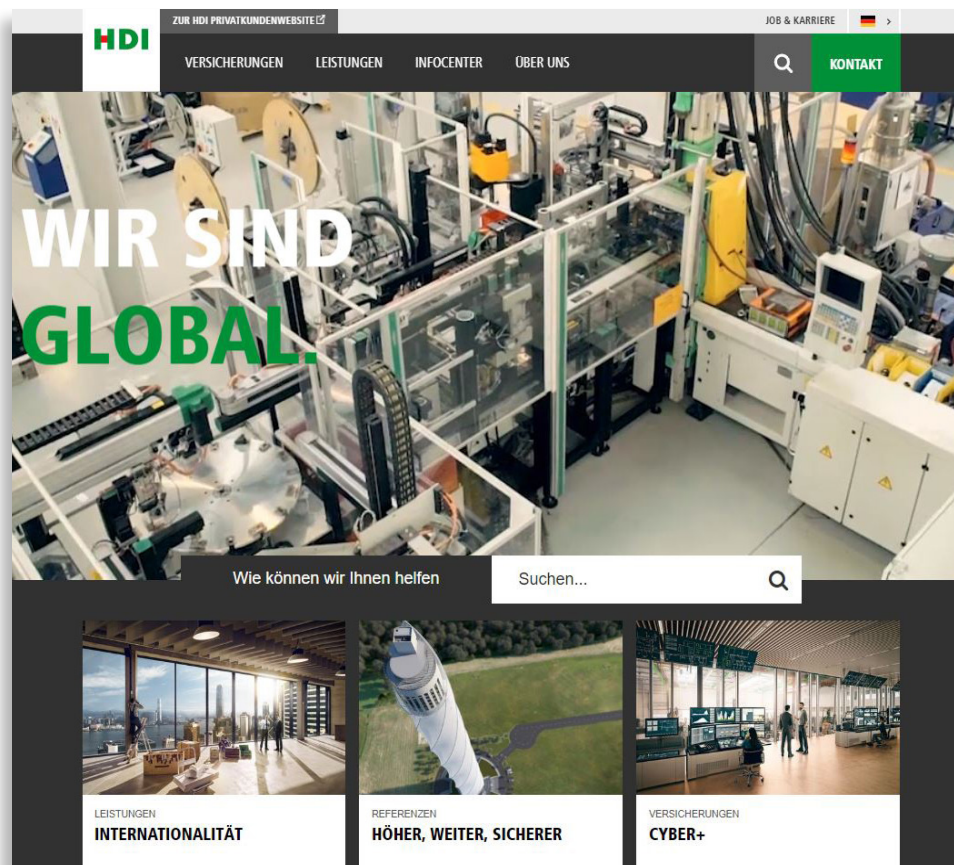 ZUR HDI PRIVATKUNDENWEBSITE
JOB & KARRIERE
HDI
VERSICHERUNGEN
LEISTUNGEN
INFOCENTER
ÜBER UNS
KONTAKT
WIR SIND
GLOBAL.
Wie können wir Ihnen helfen
Suchen...
LEISTUNGEN
INTERNATIONALITÄT
REFERENZEN
HÖHER, WEITER, SICHERER
VERSICHERUNGEN
CYBER+